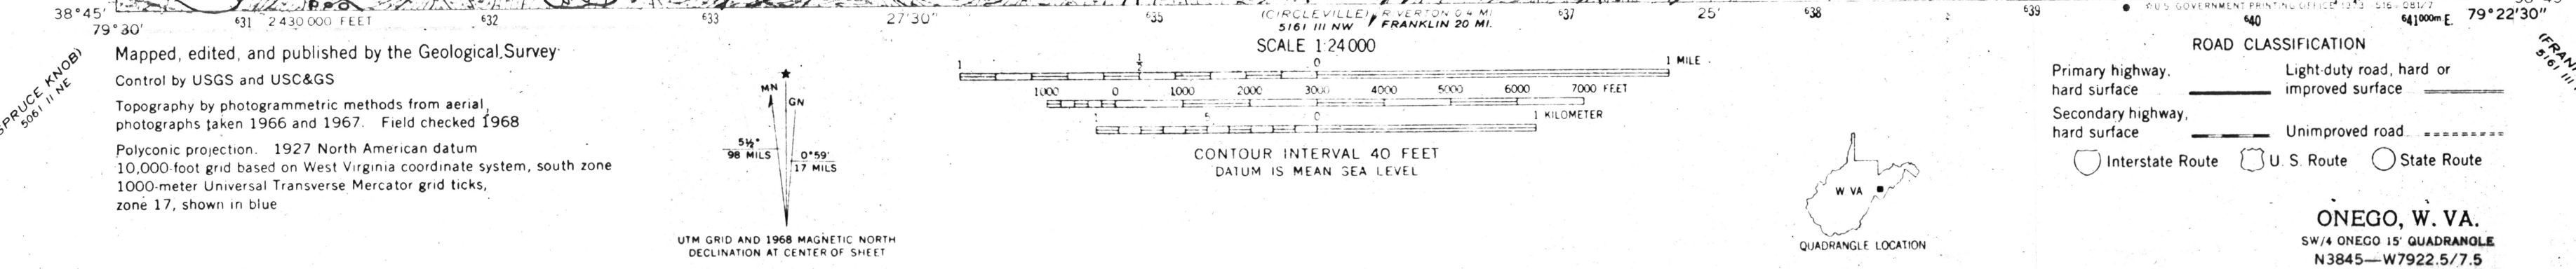 38°45'
79°30'
631
2 430 000 FEET
632
633
27'30"
635
(CIRCLEVILLE)
5161 III NW
RIVERTON 0.4 MI.
FRANKLIN 20 MI.
637
25'
638
639
640
641000m E.
79°22'30"
SPRUCE KNOB)
5061 II NE
5161 III
Mapped, edited, and published by the Geological Survey
Control by USGS and USC&GS
Topography by photogrammetric methods from aerial
photographs taken 1966 and 1967. Field checked 1968
Polyconic projection. 1927 North American datum
10,000-foot grid based on West Virginia coordinate system, south zone
1000-meter Universal Transverse Mercator grid ticks,
zone 17, shown in blue
MN
GN
5½°
98 MILS
0°59'
17 MILS
UTM GRID AND 1968 MAGNETIC NORTH
DECLINATION AT CENTER OF SHEET
SCALE 1:24 000
1 ½ 0 1 MILE
1000 0 1000 2000 3000 4000 5000 6000 7000 FEET
1 .5 0 1 KILOMETER
CONTOUR INTERVAL 40 FEET
DATUM IS MEAN SEA LEVEL
W VA
QUADRANGLE LOCATION
ROAD CLASSIFICATION
Primary highway,
hard surface
Light-duty road, hard or
improved surface
Secondary highway,
hard surface
Unimproved road
Interstate Route
U. S. Route
State Route
ONEGO, W. VA.
SW/4 ONEGO 15' QUADRANGLE
N3845—W7922.5/7.5